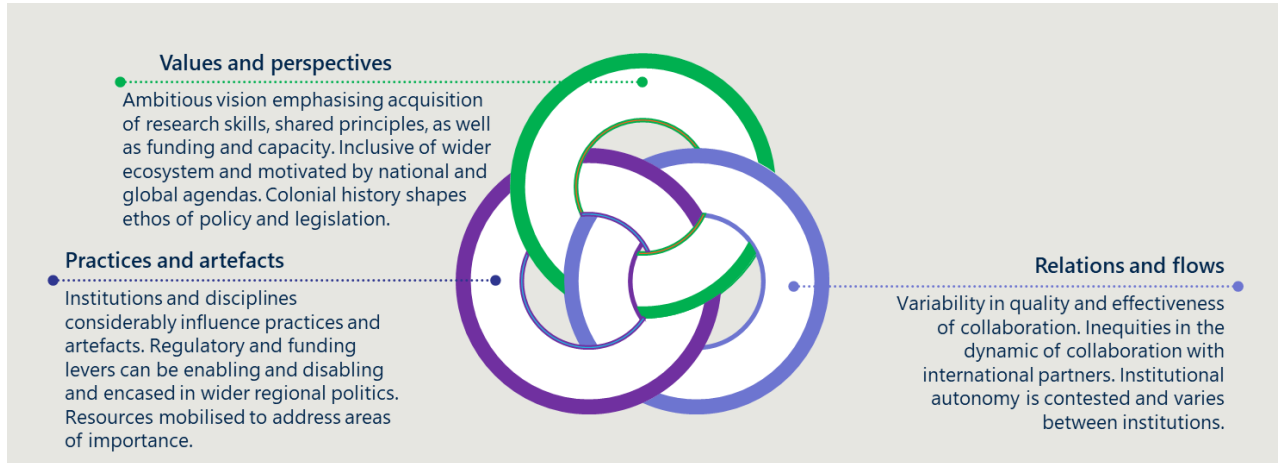 Values and perspectives
Ambitious vision emphasising acquisition
of research skills, shared principles, as well
as funding and capacity. Inclusive of wider
ecosystem and motivated by national and
global agendas. Colonial history shapes
ethos of policy and legislation.
Practices and artefacts
Institutions and disciplines
considerably influence practices and
artefacts. Regulatory and funding
levers can be enabling and disabling
and encased in wider regional politics.
Resources mobilised to address areas
of importance.
Relations and flows
Variability in quality and effectiveness
of collaboration. Inequities in the
dynamic of collaboration with
international partners. Institutional
autonomy is contested and varies
between institutions.